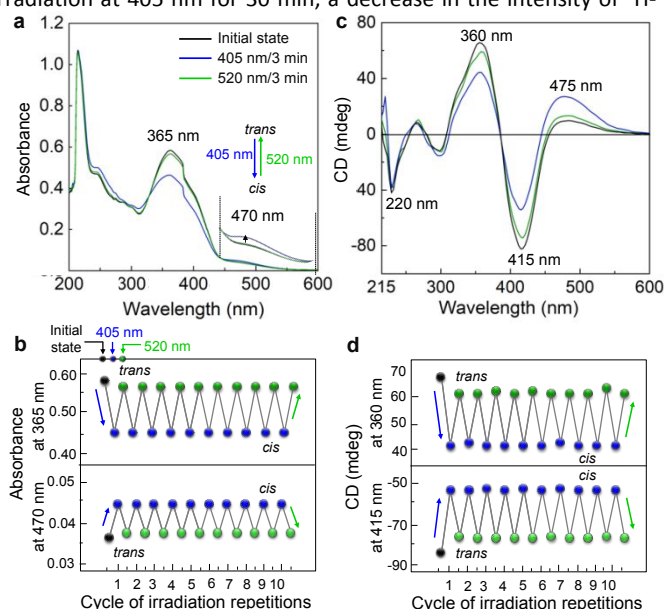 rradiation at 405 nm for 30 min, a decrease in the intensity of ¹H-
a
Initial state
405 nm/3 min
520 nm/3 min
365 nm
trans
405 nm
520 nm
cis
470 nm
Absorbance
1.2
1.0
0.8
0.6
0.4
0.2
200 300 400 500 600
Wavelength (nm)
c
360 nm
475 nm
220 nm
415 nm
CD (mdeg)
80
40
0
-40
-80
215 300 400 500 600
Wavelength (nm)
b
Initial state
405 nm
520 nm
trans
cis
cis
trans
Absorbance
at 365 nm
at 470 nm
0.60
0.50
0.40
0.05
0.04
0.03
1 2 3 4 5 6 7 8 9 10
Cycle of irradiation repetitions
d
trans
cis
cis
trans
CD (mdeg)
at 360 nm
at 415 nm
70
60
50
40
-50
-70
-90
1 2 3 4 5 6 7 8 9 10
Cycle of irradiation repetitions